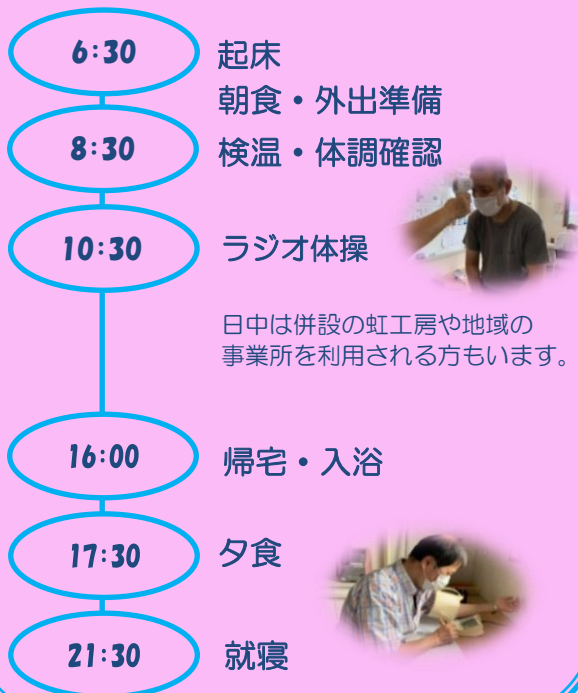 6:30 起床
朝食・外出準備
8:30 検温・体調確認
10:30 ラジオ体操
日中は併設の虹工房や地域の
事業所を利用される方もいます。
16:00 帰宅・入浴
17:30 夕食
21:30 就寝